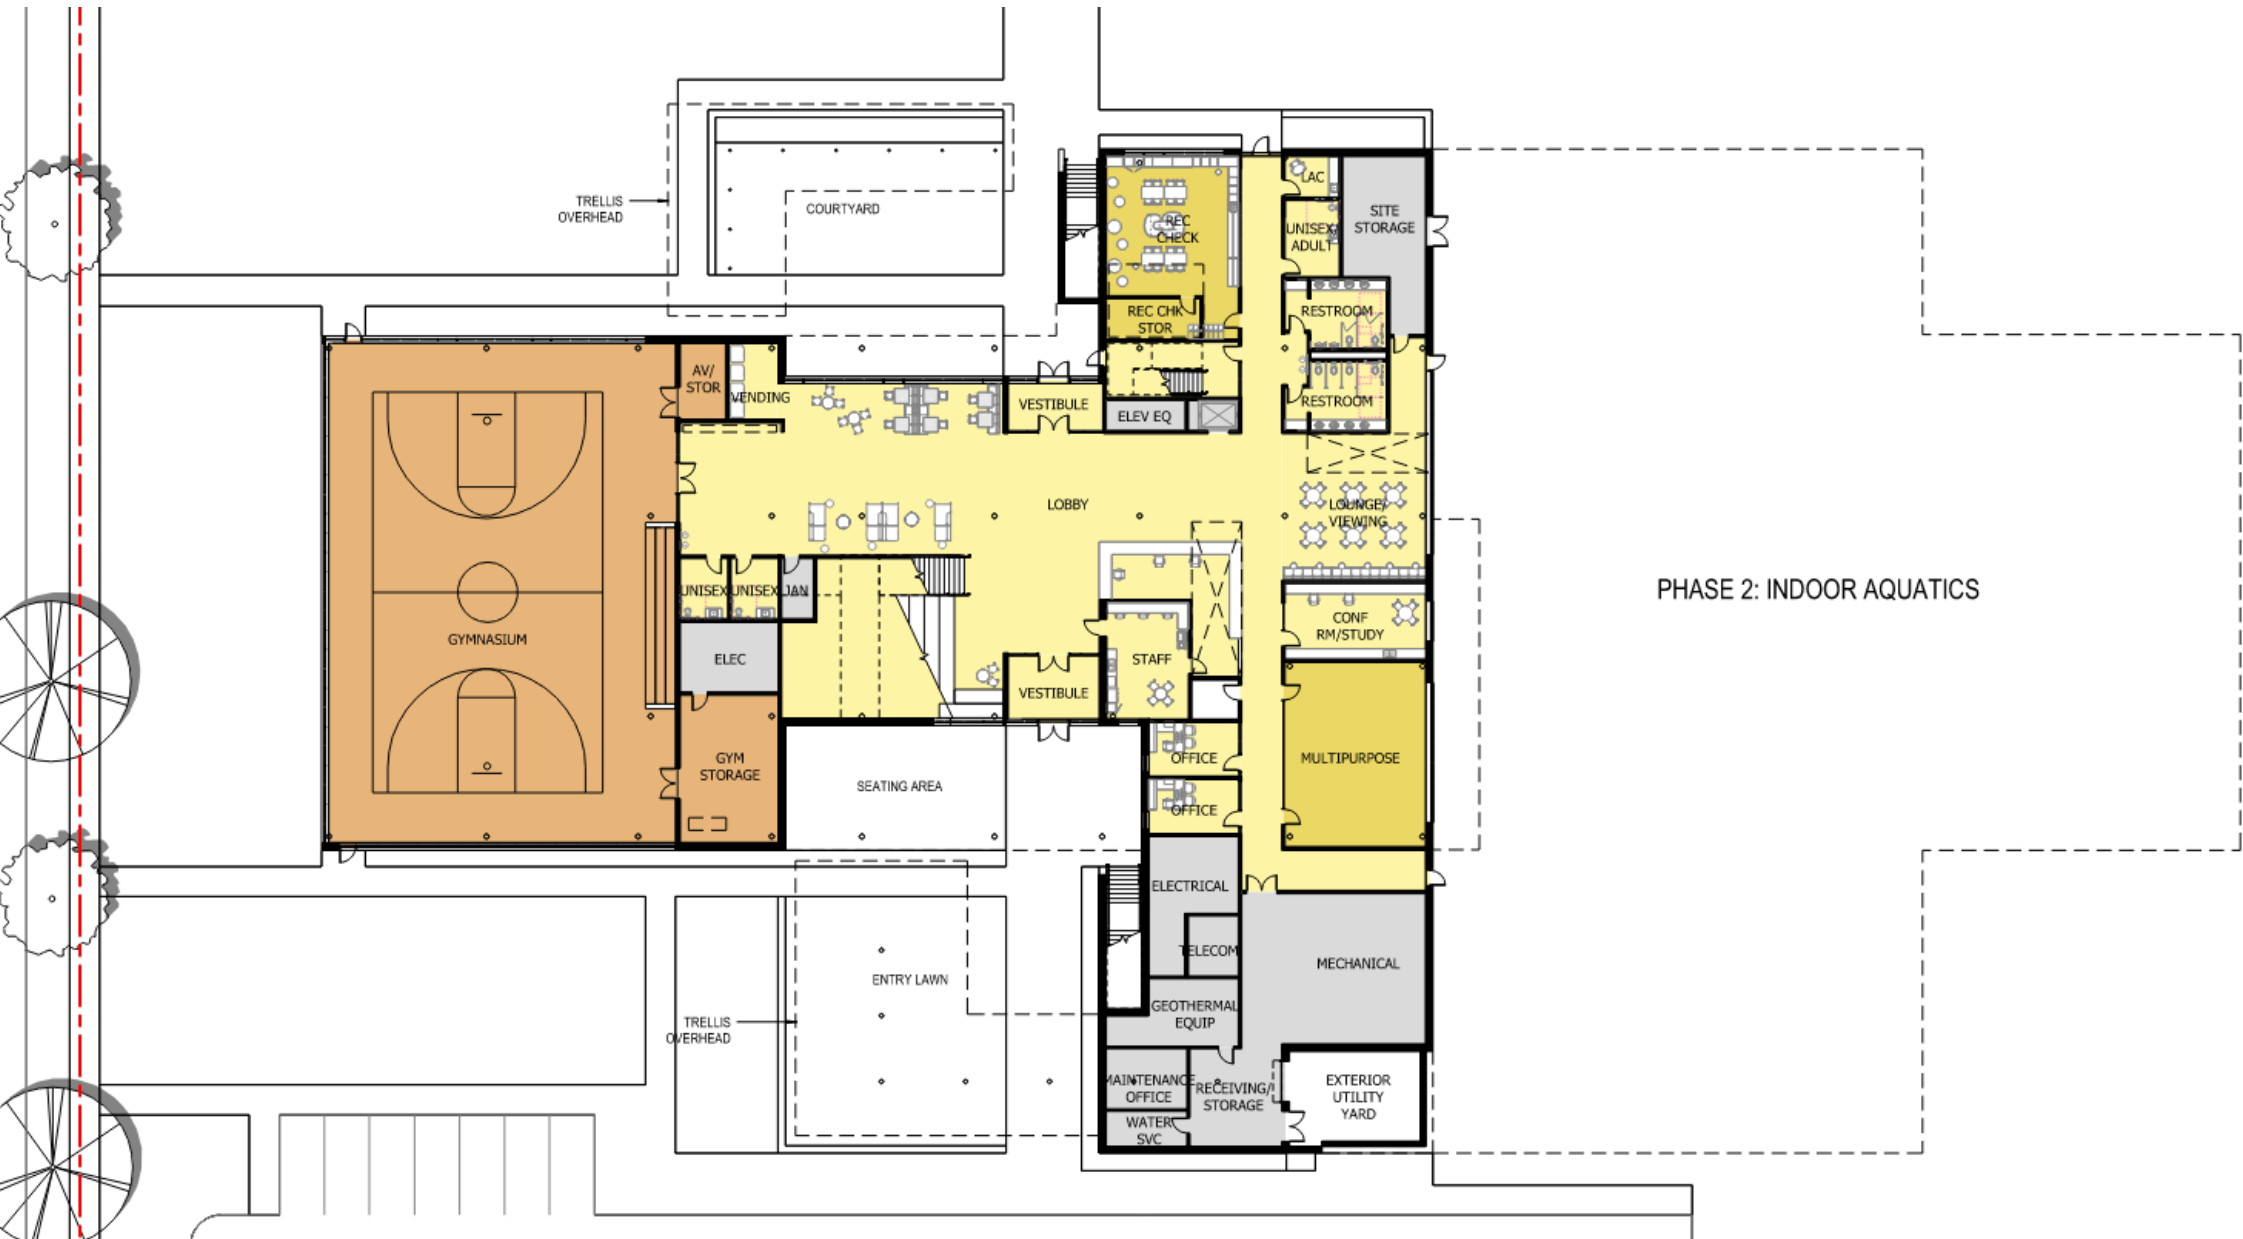 TRELLIS
OVERHEAD
COURTYARD
REC
CHECK
LAC
UNISEX/
ADULT
SITE
STORAGE
REC CHK
STOR
RESTROOM
RESTROOM
AV/
STOR
VENDING
VESTIBULE
ELEV EQ
LOBBY
LOUNGE/
VIEWING
UNISEX
UNISEX
JAN
CONF
RM/STUDY
PHASE 2: INDOOR AQUATICS
GYMNASIUM
ELEC
STAFF
VESTIBULE
GYM
STORAGE
SEATING AREA
OFFICE
OFFICE
MULTIPURPOSE
ELECTRICAL
TELECOM
MECHANICAL
ENTRY LAWN
TRELLIS
OVERHEAD
GEOTHERMAL
EQUIP
MAINTENANCE
OFFICE
RECEIVING/
STORAGE
WATER
SVC
EXTERIOR
UTILITY
YARD